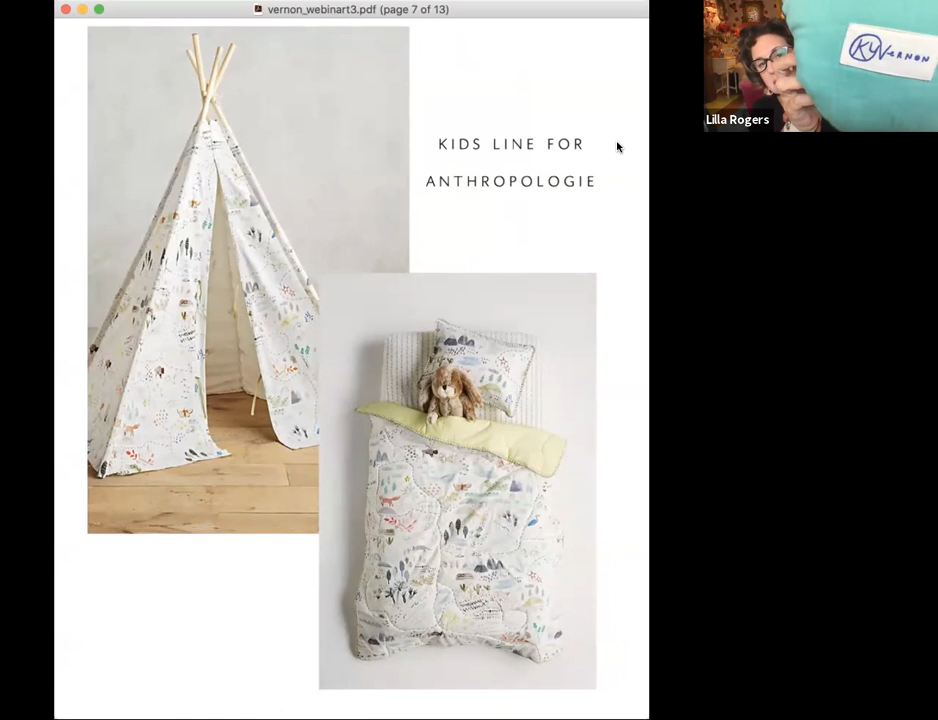 vernon_webinart3.pdf (page 7 of 13)
KIDS LINE FOR
ANTHROPOLOGIE
KYVERNON
Lilla Rogers